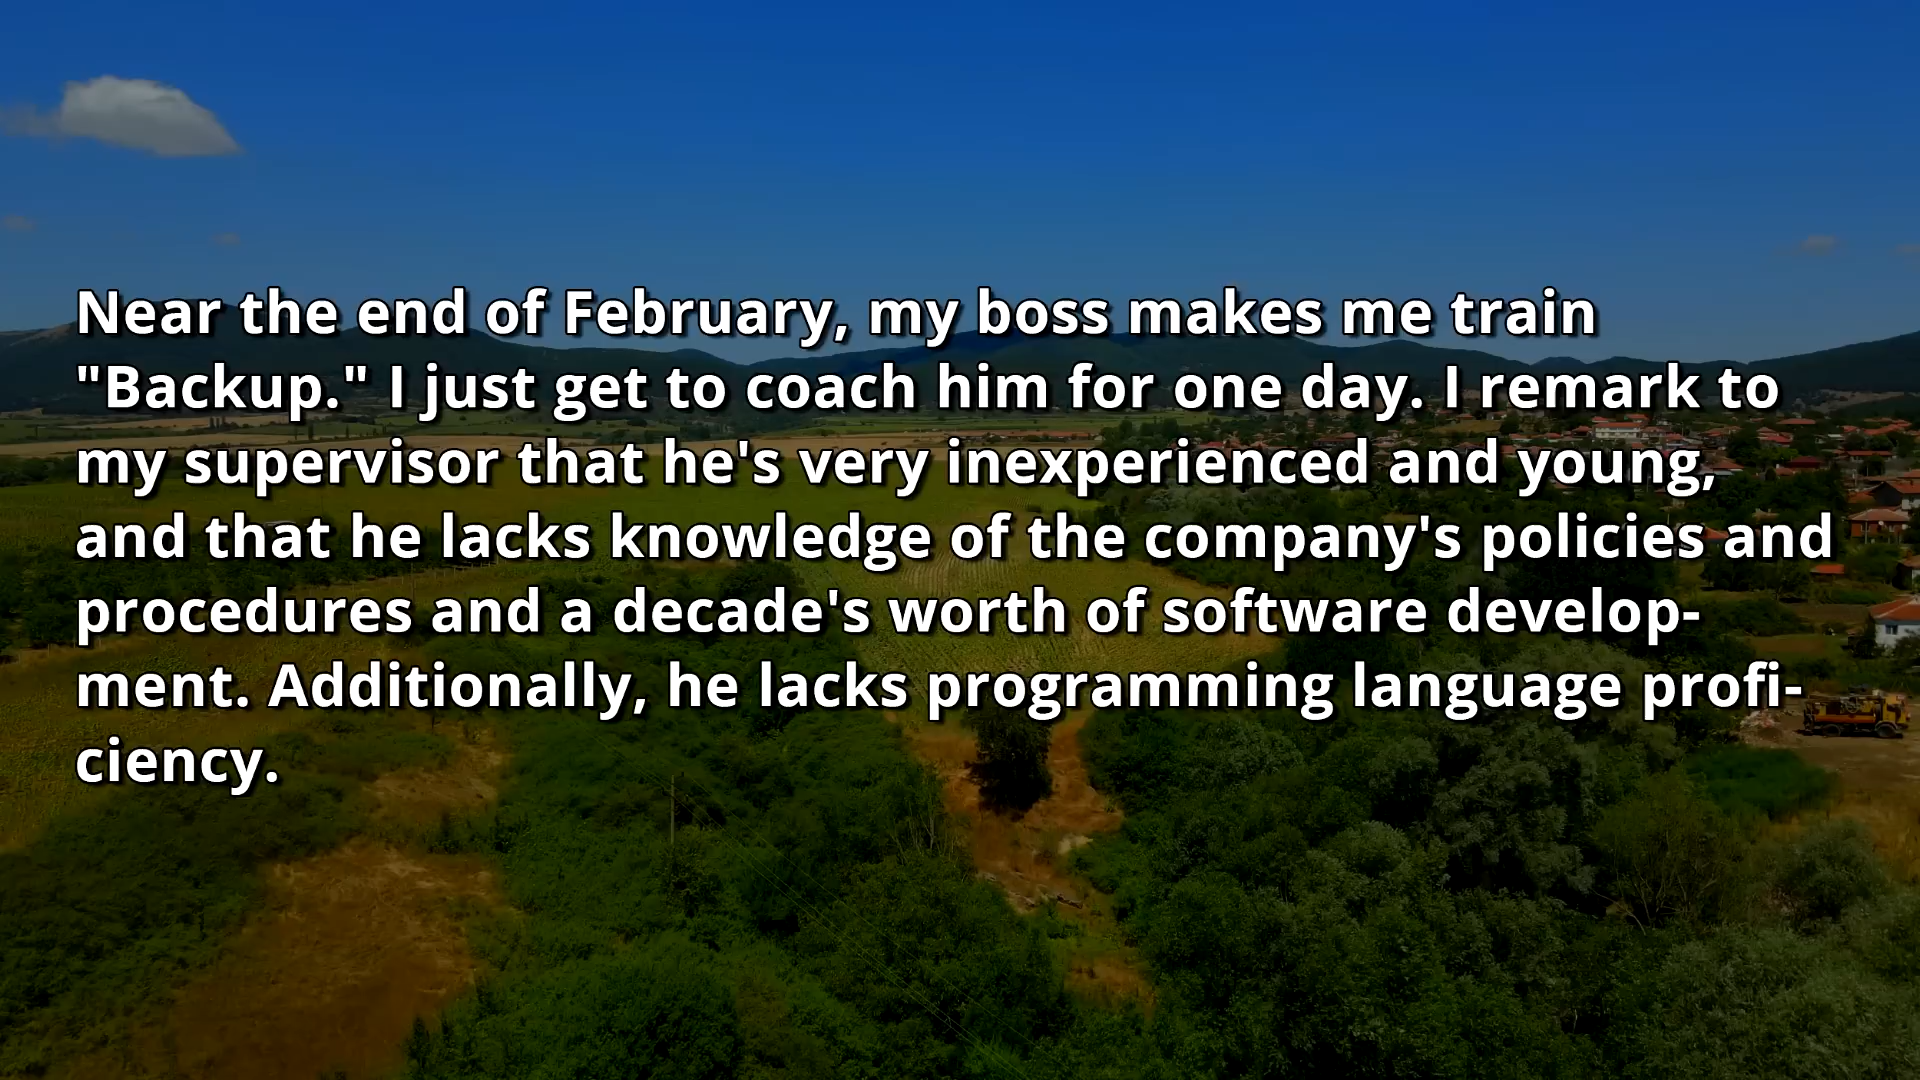 Near the end of February, my boss makes me train
"Backup." I just get to coach him for one day. I remark to
my supervisor that he's very inexperienced and young,
and that he lacks knowledge of the company's policies and
procedures and a decade's worth of software develop-
ment. Additionally, he lacks programming language profi-
ciency.